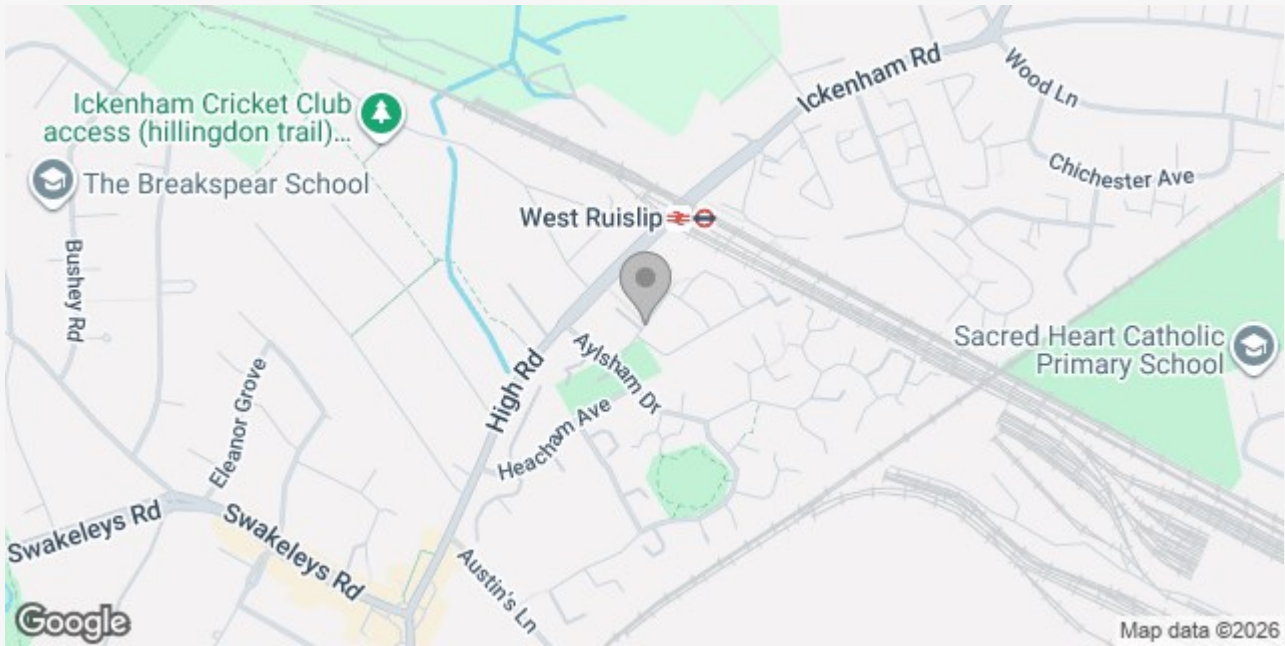 Ickenham Rd
Wood Ln
Ickenham Cricket Club
access (hillingdon trail)...
The Breakspear School
Chichester Ave
West Ruislip
Bushey Rd
Sacred Heart Catholic
Primary School
Aylsham Dr
High Rd
Eleanor Grove
Heacham Ave
Swakeleys Rd
Swakeleys Rd
Austin's Ln
Google
Map data ©2026